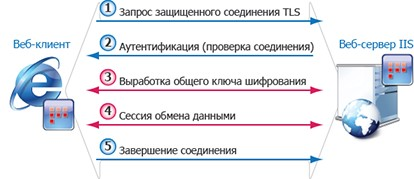 1 Запрос защищенного соединения TLS
Веб-клиент
Веб-сервер IIS
2 Аутентификация (проверка соединения)
3 Выработка общего ключа шифрования
4 Сессия обмена данными
5 Завершение соединения